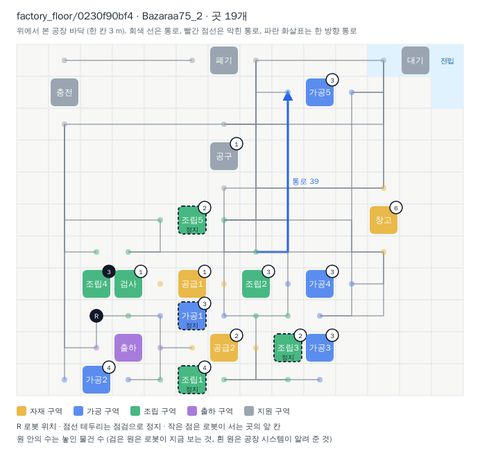 factory_floor/0230f90bf4 · Bazaraa75_2 · 곳 19개
위에서 본 공장 바닥 (한 칸 3 m). 회색 선은 통로, 빨간 점선은 막힌 통로, 파란 화살표는 한 방향 통로
폐기
대기
진입
충전
가공5
3
공구
1
통로 39
조립5
2
정지
창고
6
조립4
3
검사
1
공급1
1
조립2
3
가공4
3
가공1
3
정지
R
출하
공급2
2
조립3
2
정지
가공3
3
가공2
4
조립1
4
정지
자재 구역
가공 구역
조립 구역
출하 구역
지원 구역
R 로봇 위치 · 점선 테두리는 점검으로 정지 · 작은 점은 로봇이 서는 곳의 앞 칸
원 안의 수는 놓인 물건 수 (검은 원은 로봇이 지금 보는 것, 흰 원은 공장 시스템이 알려 준 것)